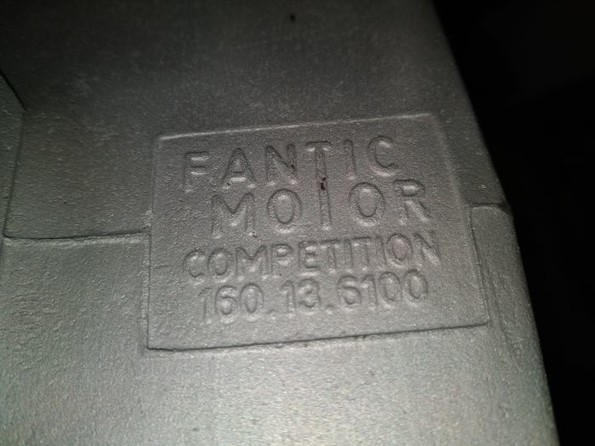 FANTIC
MOTOR
COMPETITION
160.13.6100